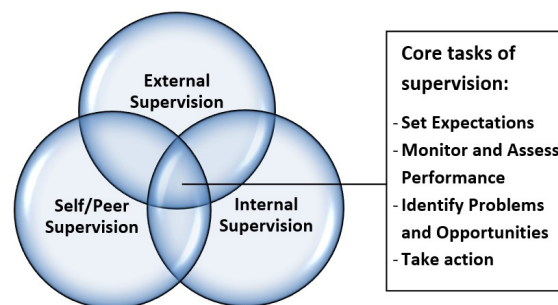 External
Supervision
Self/Peer
Supervision
Internal
Supervision
Core tasks of
supervision:
- Set Expectations
- Monitor and Assess
Performance
- Identify Problems
and Opportunities
- Take action